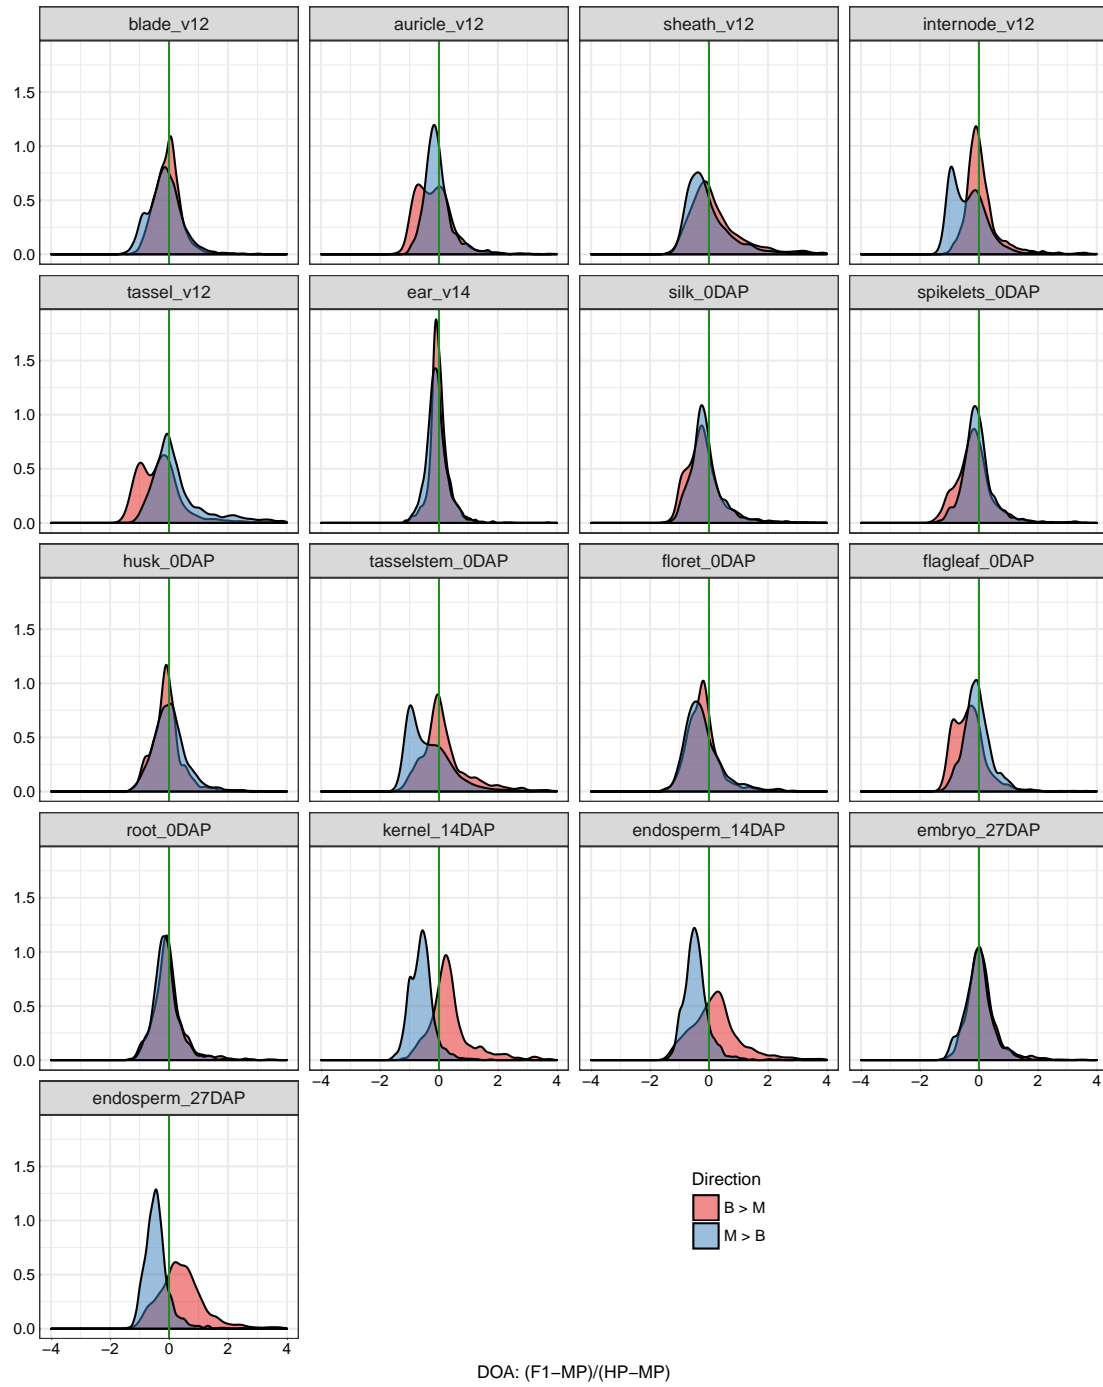 blade_v12 auricle_v12 sheath_v12 internode_v12
1.5
1.0
0.5
0.0
tassel_v12 ear_v14 silk_0DAP spikelets_0DAP
1.5
1.0
0.5
0.0
husk_0DAP tasselstem_0DAP floret_0DAP flagleaf_0DAP
1.5
1.0
0.5
0.0
root_0DAP kernel_14DAP endosperm_14DAP embryo_27DAP
1.5
1.0
0.5
0.0
−4 −2 0 2 4 −4 −2 0 2 4 −4 −2 0 2 4
endosperm_27DAP
1.5
1.0
0.5
0.0
−4 −2 0 2 4
Direction
B > M
M > B
DOA: (F1−MP)/(HP−MP)